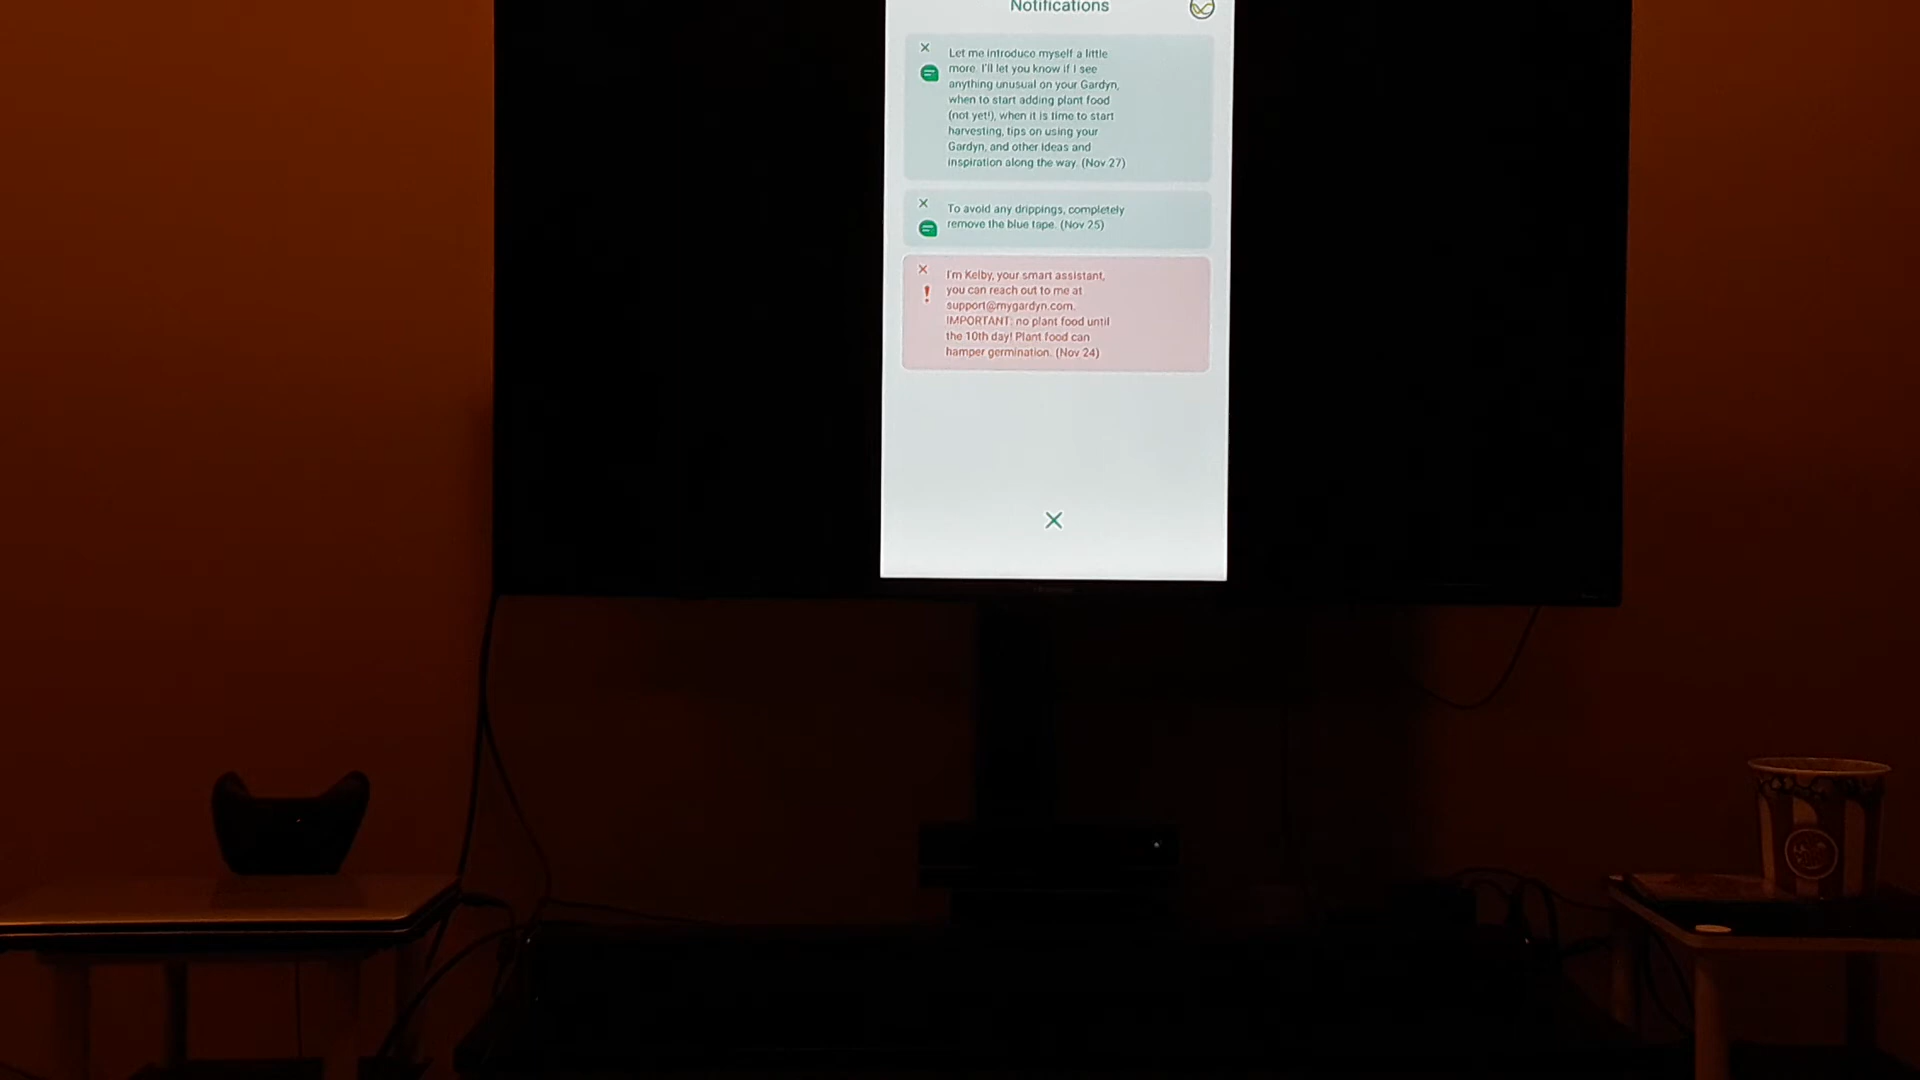 Notifications
Let me introduce myself a little
more. I'll let you know if I see
anything unusual on your Gardyn,
when to start adding plant food
(not yet!), when it is time to start
harvesting, tips on using your
Gardyn, and other ideas and
inspiration along the way. (Nov 27)
To avoid any drippings, completely
remove the blue tape. (Nov 25)
I'm Kelby, your smart assistant,
you can reach out to me at
support@mygardyn.com.
IMPORTANT: no plant food until
the 10th day! Plant food can
hamper germination. (Nov 24)